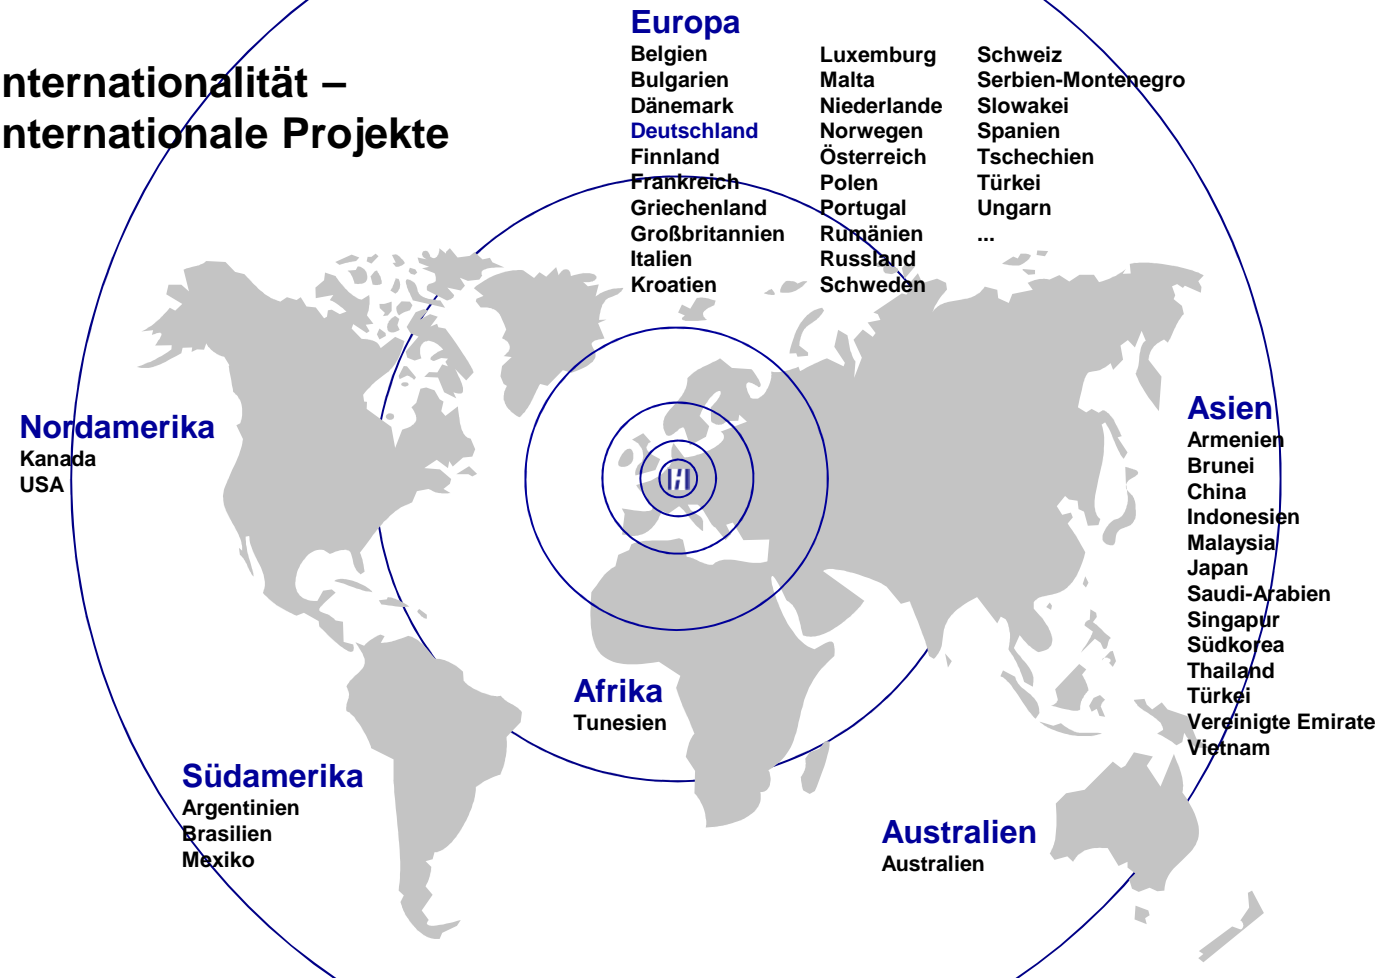 nternationalität –
nternationale Projekte
Europa
Belgien
Bulgarien
Dänemark
Deutschland
Finnland
Frankreich
Griechenland
Großbritannien
Italien
Kroatien
Luxemburg
Malta
Niederlande
Norwegen
Österreich
Polen
Portugal
Rumänien
Russland
Schweden
Schweiz
Serbien-Montenegro
Slowakei
Spanien
Tschechien
Türkei
Ungarn
...
Nordamerika
Kanada
USA
Asien
Armenien
Brunei
China
Indonesien
Malaysia
Japan
Saudi-Arabien
Singapur
Südkorea
Thailand
Türkei
Vereinigte Emirate
Vietnam
Afrika
Tunesien
Südamerika
Argentinien
Brasilien
Mexiko
Australien
Australien